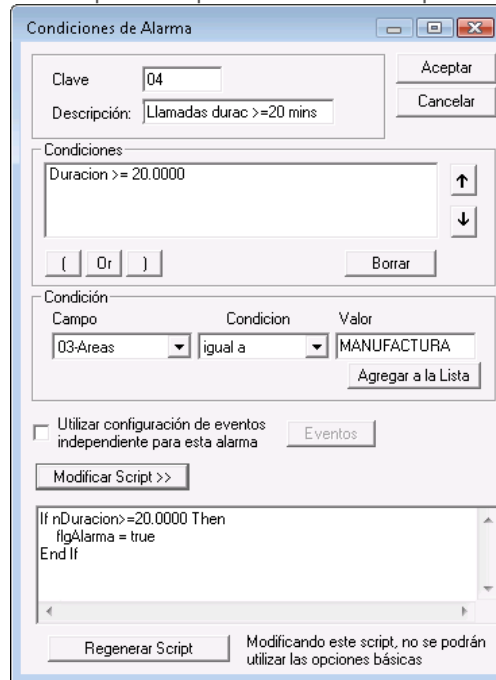 Condiciones de Alarma
Clave 04
Aceptar
Descripción: Llamadas durac >=20 mins
Cancelar
Condiciones
Duracion >= 20.0000
( Or ) Borrar
Condición
Campo Condicion Valor
03-Areas igual a MANUFACTURA
Agregar a la Lista
Utilizar configuración de eventos
independiente para esta alarma
Eventos
Modificar Script >>
If nDuracion>=20.0000 Then
flgAlarma = true
End If
Regenerar Script
Modificando este script, no se podrán
utilizar las opciones básicas